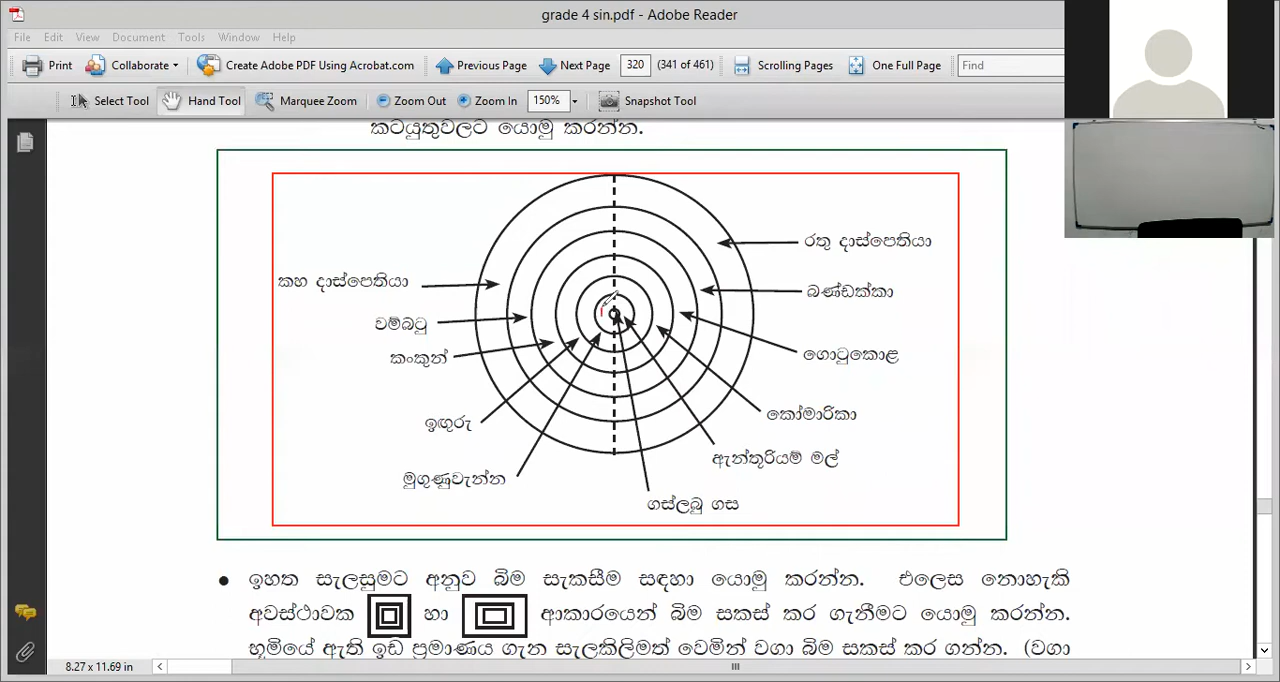 grade 4 sin.pdf - Adobe Reader
File Edit View Document Tools Window Help
Print Collaborate Create Adobe PDF Using Acrobat.com Previous Page Next Page 320 (341 of 461) Scrolling Pages One Full Page Find
Select Tool Hand Tool Marquee Zoom Zoom Out Zoom In 150% Snapshot Tool
කටයුතුවලට යොමු කරන්න.
රතු දාස්පෙතියා
කහ දාස්පෙතියා
බණ්ඩක්කා
වම්බටු
කංකුන්
ගොටුකොළ
ඉඟුරු
කෝමාරිකා
ඇන්තූරියම් මල්
මුගුණුවැන්න
ගස්ලබු ගස
● ඉහත සැලසුමට අනුව බිම සැකසීම සඳහා යොමු කරන්න. එලෙස නොහැකි
අවස්ථාවක හා ආකාරයෙන් බිම සකස් කර ගැනීමට යොමු කරන්න.
භූමියේ ඇති ඉඩ ප්‍රමාණය ගැන සැලකිලිමත් වෙමින් වගා බිම සකස් කර ගන්න. (වගා
8.27 x 11.69 in